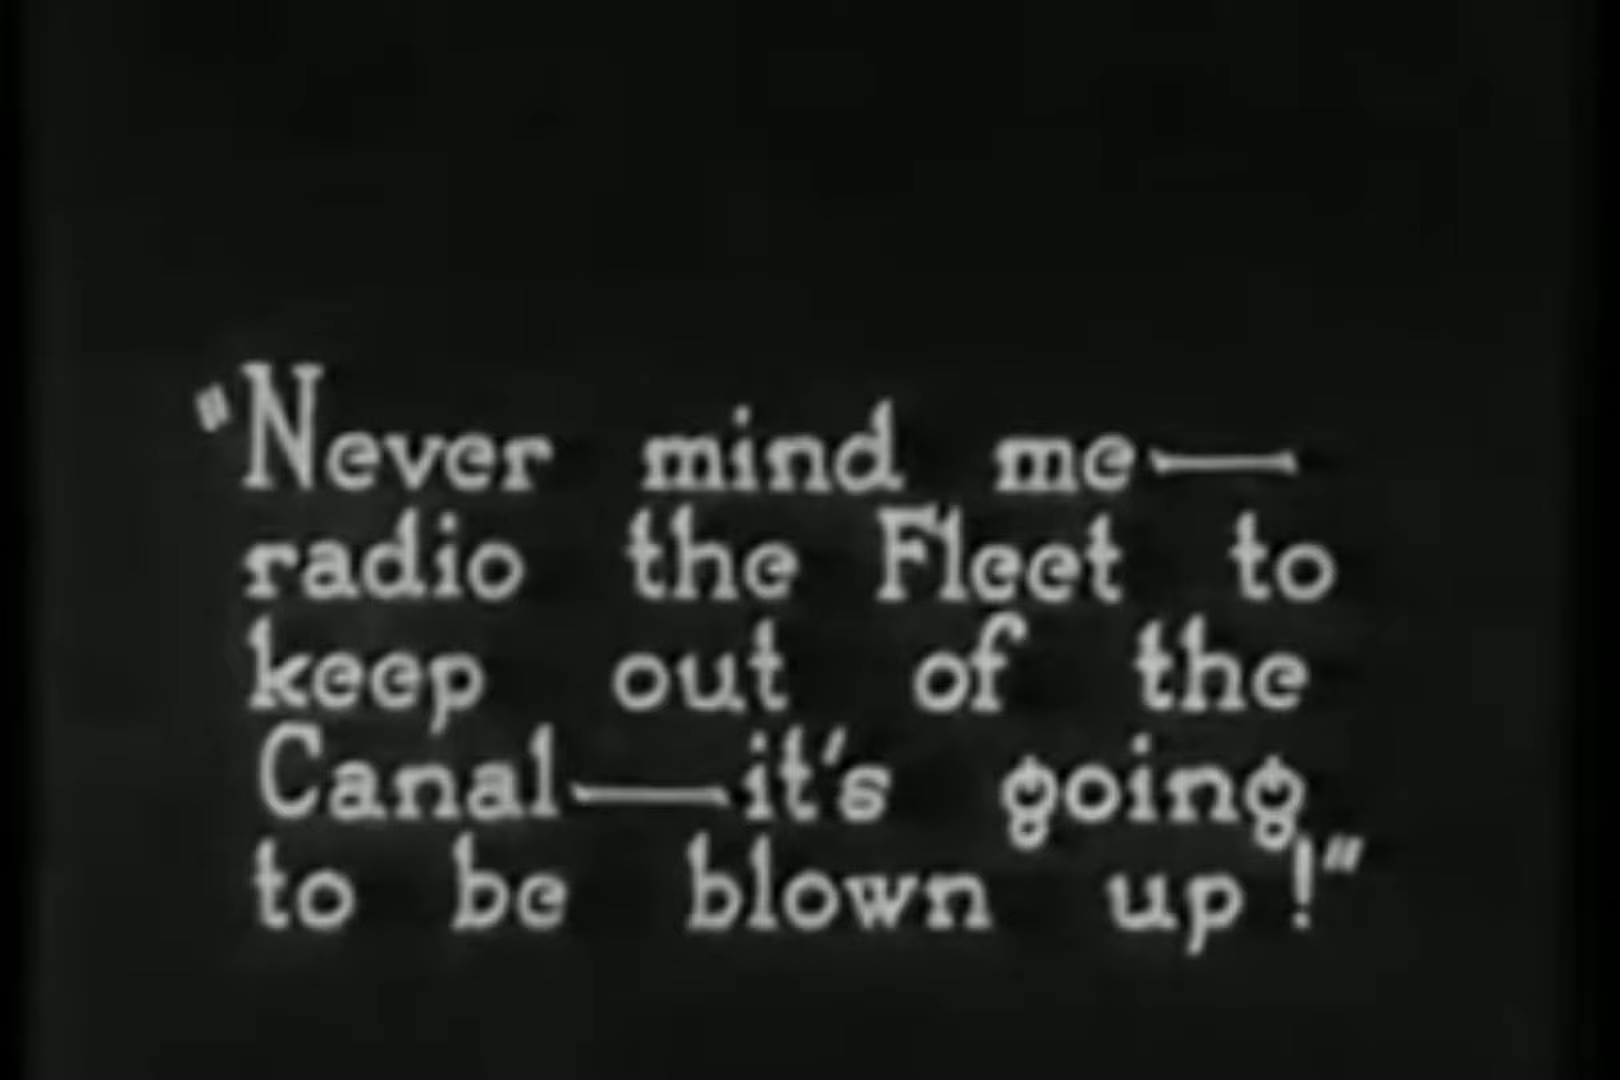 "Never mind me—
radio the Fleet to
keep out of the
Canal—it's going
to be blown up!"